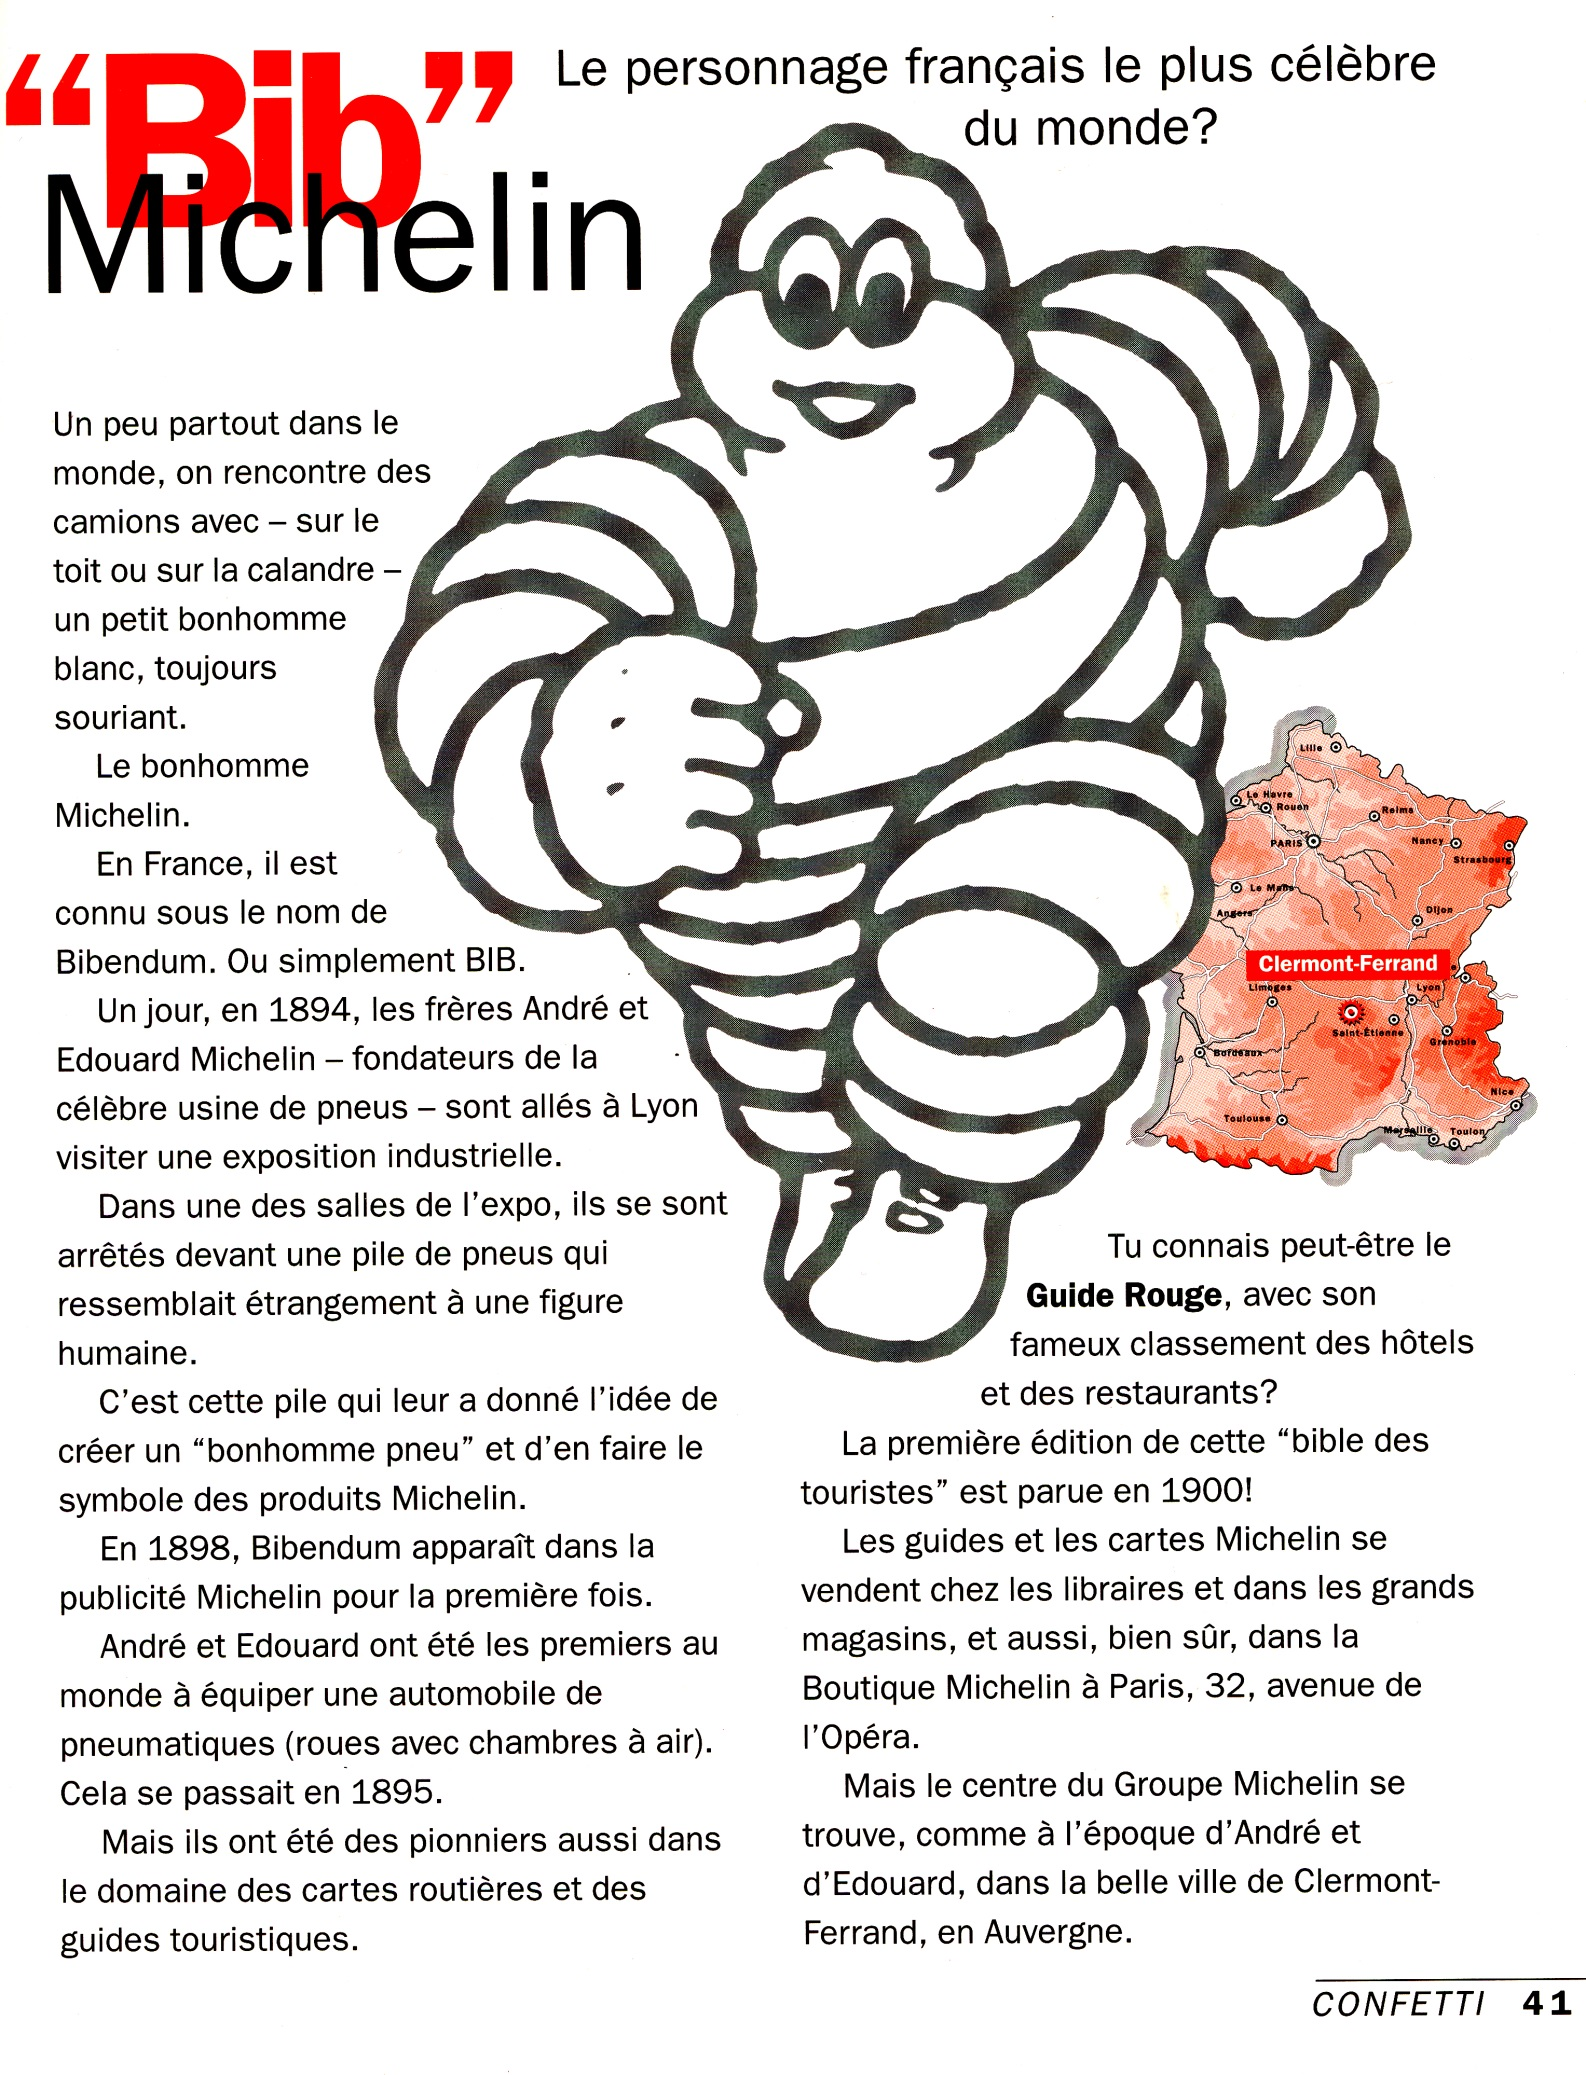 “Bib”
Michelin
Le personnage français le plus célèbre
du monde?
Un peu partout dans le
monde, on rencontre des
camions avec – sur le
toit ou sur la calandre –
un petit bonhomme
blanc, toujours
souriant.
Le bonhomme
Michelin.
En France, il est
connu sous le nom de
Bibendum. Ou simplement BIB.
Un jour, en 1894, les frères André et
Edouard Michelin – fondateurs de la
célèbre usine de pneus – sont allés à Lyon
visiter une exposition industrielle.
Dans une des salles de l’expo, ils se sont
arrêtés devant une pile de pneus qui
ressemblait étrangement à une figure
humaine.
C’est cette pile qui leur a donné l’idée de
créer un “bonhomme pneu” et d’en faire le
symbole des produits Michelin.
En 1898, Bibendum apparaît dans la
publicité Michelin pour la première fois.
André et Edouard ont été les premiers au
monde à équiper une automobile de
pneumatiques (roues avec chambres à air).
Cela se passait en 1895.
Mais ils ont été des pionniers aussi dans
le domaine des cartes routières et des
guides touristiques.
Lille
Le Havre
Rouen
Reims
PARIS
Nancy
Strasbourg
Le Mans
Angers
Dijon
Clermont-Ferrand
Limoges
Lyon
Saint-Étienne
Grenoble
Bordeaux
Nice
Toulouse
Marseille
Toulon
Tu connais peut-être le
Guide Rouge, avec son
fameux classement des hôtels
et des restaurants?
La première édition de cette “bible des
touristes” est parue en 1900!
Les guides et les cartes Michelin se
vendent chez les libraires et dans les grands
magasins, et aussi, bien sûr, dans la
Boutique Michelin à Paris, 32, avenue de
l’Opéra.
Mais le centre du Groupe Michelin se
trouve, comme à l’époque d’André et
d’Edouard, dans la belle ville de Clermont-
Ferrand, en Auvergne.
CONFETTI 41